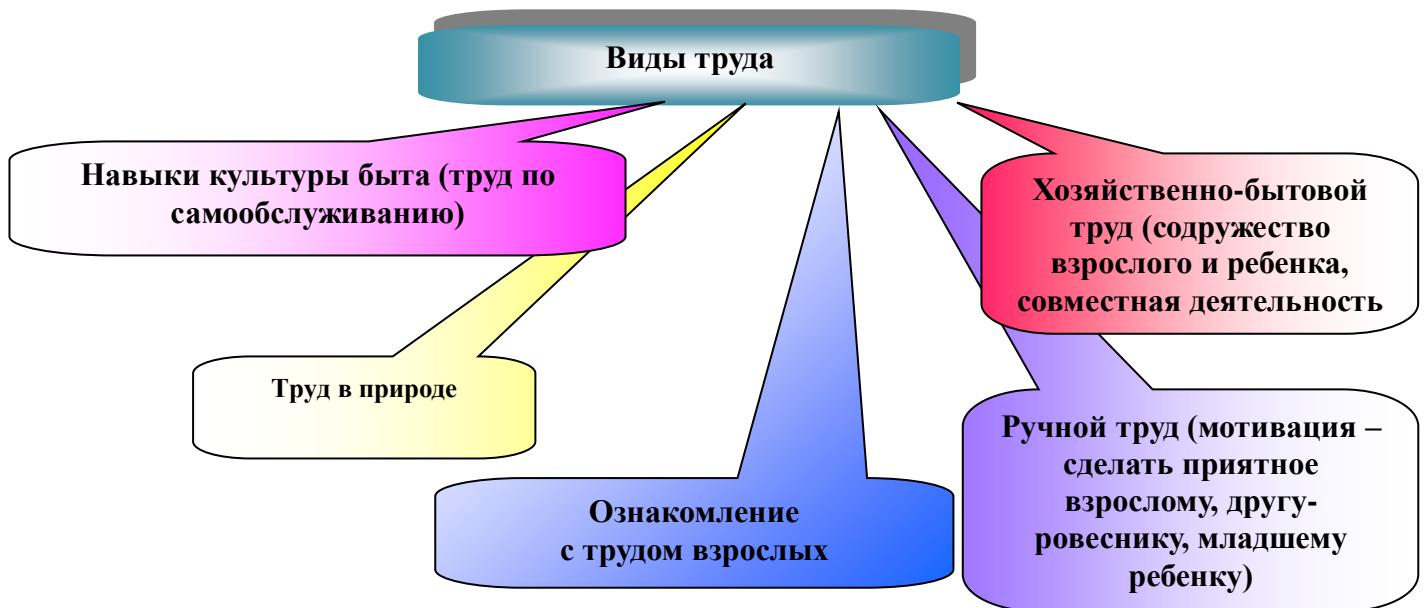 Виды труда
Навыки культуры быта (труд по
самообслуживанию)
Хозяйственно-бытовой
труд (содружество
взрослого и ребенка,
совместная деятельность
Труд в природе
Ручной труд (мотивация –
сделать приятное
взрослому, другу-
ровеснику, младшему
ребенку)
Ознакомление
с трудом взрослых